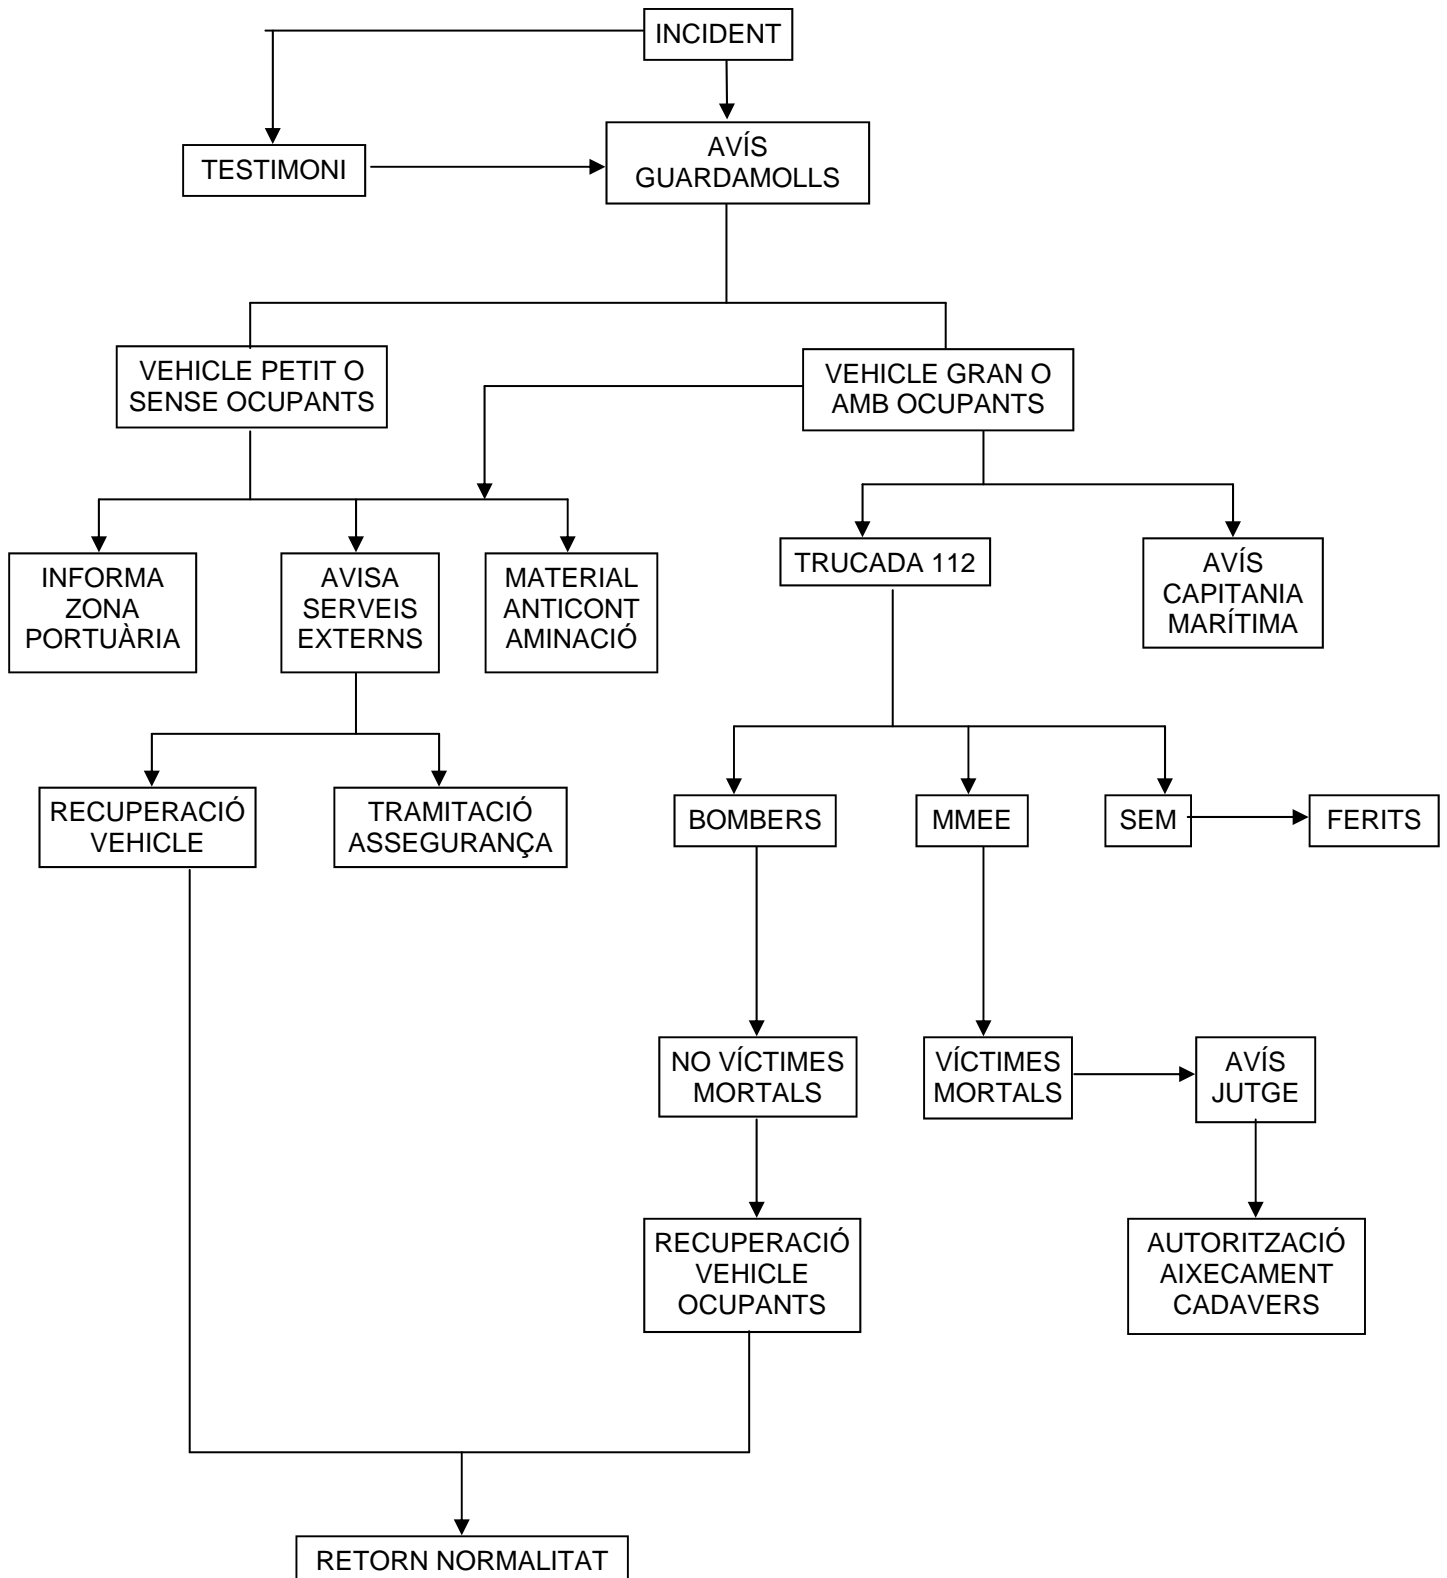 INCIDENT
TESTIMONI
AVÍS
GUARDAMOLLS
VEHICLE PETIT O
SENSE OCUPANTS
VEHICLE GRAN O
AMB OCUPANTS
INFORMA
ZONA
PORTUÀRIA
AVISA
SERVEIS
EXTERNS
MATERIAL
ANTICONT
AMINACIÓ
TRUCADA 112
AVÍS
CAPITANIA
MARÍTIMA
RECUPERACIÓ
VEHICLE
TRAMITACIÓ
ASSEGURANÇA
BOMBERS
MMEE
SEM
FERITS
NO VÍCTIMES
MORTALS
VÍCTIMES
MORTALS
AVÍS
JUTGE
RECUPERACIÓ
VEHICLE
OCUPANTS
AUTORITZACIÓ
AIXECAMENT
CADAVERS
RETORN NORMALITAT